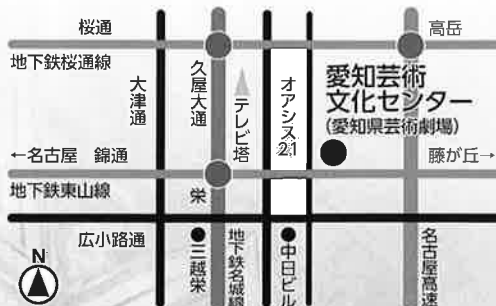 桜通
高岳
地下鉄桜通線
大津通
久屋大通
テレビ塔
オアシス21
愛知芸術
文化センター
(愛知県芸術劇場)
←名古屋 錦通
藤が丘→
地下鉄東山線
栄
広小路通
三越栄
地下鉄名城線
中日ビル
名古屋高速
N